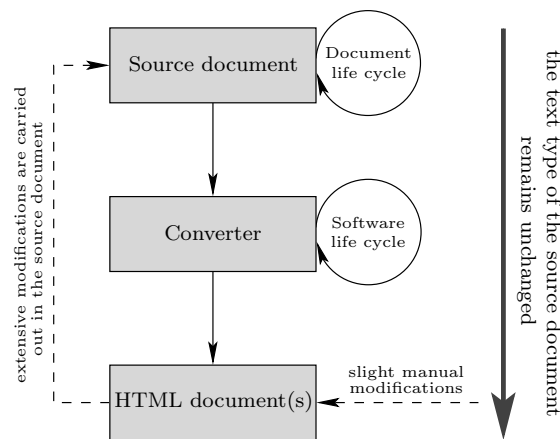 Source document
Document
life cycle
Converter
Software
life cycle
HTML document(s)
slight manual
modifications
extensive modifications are carried
out in the source document
the text type of the source document
remains unchanged